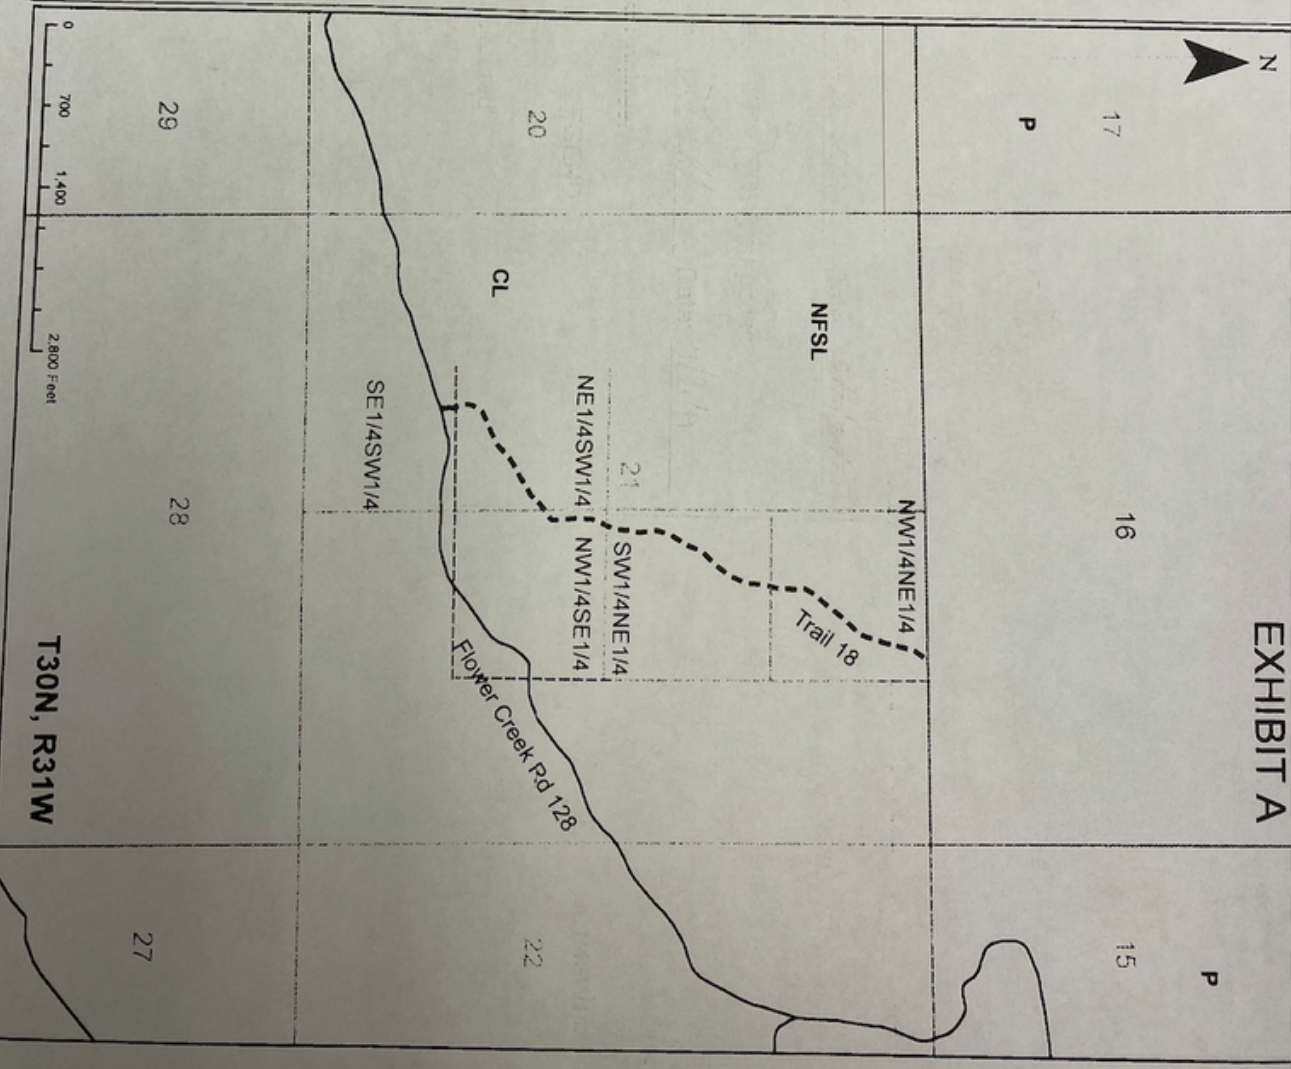 EXHIBIT A
N
17
16
15
P
P
NW1/4NE1/4
NFSL
Trail 18
20
21
22
SW1/4NE1/4
NE1/4SW1/4
NW1/4SE1/4
CL
Flower Creek Rd 128
SE1/4SW1/4
29
28
27
0 700 1,400 2,800 Feet
T30N, R31W